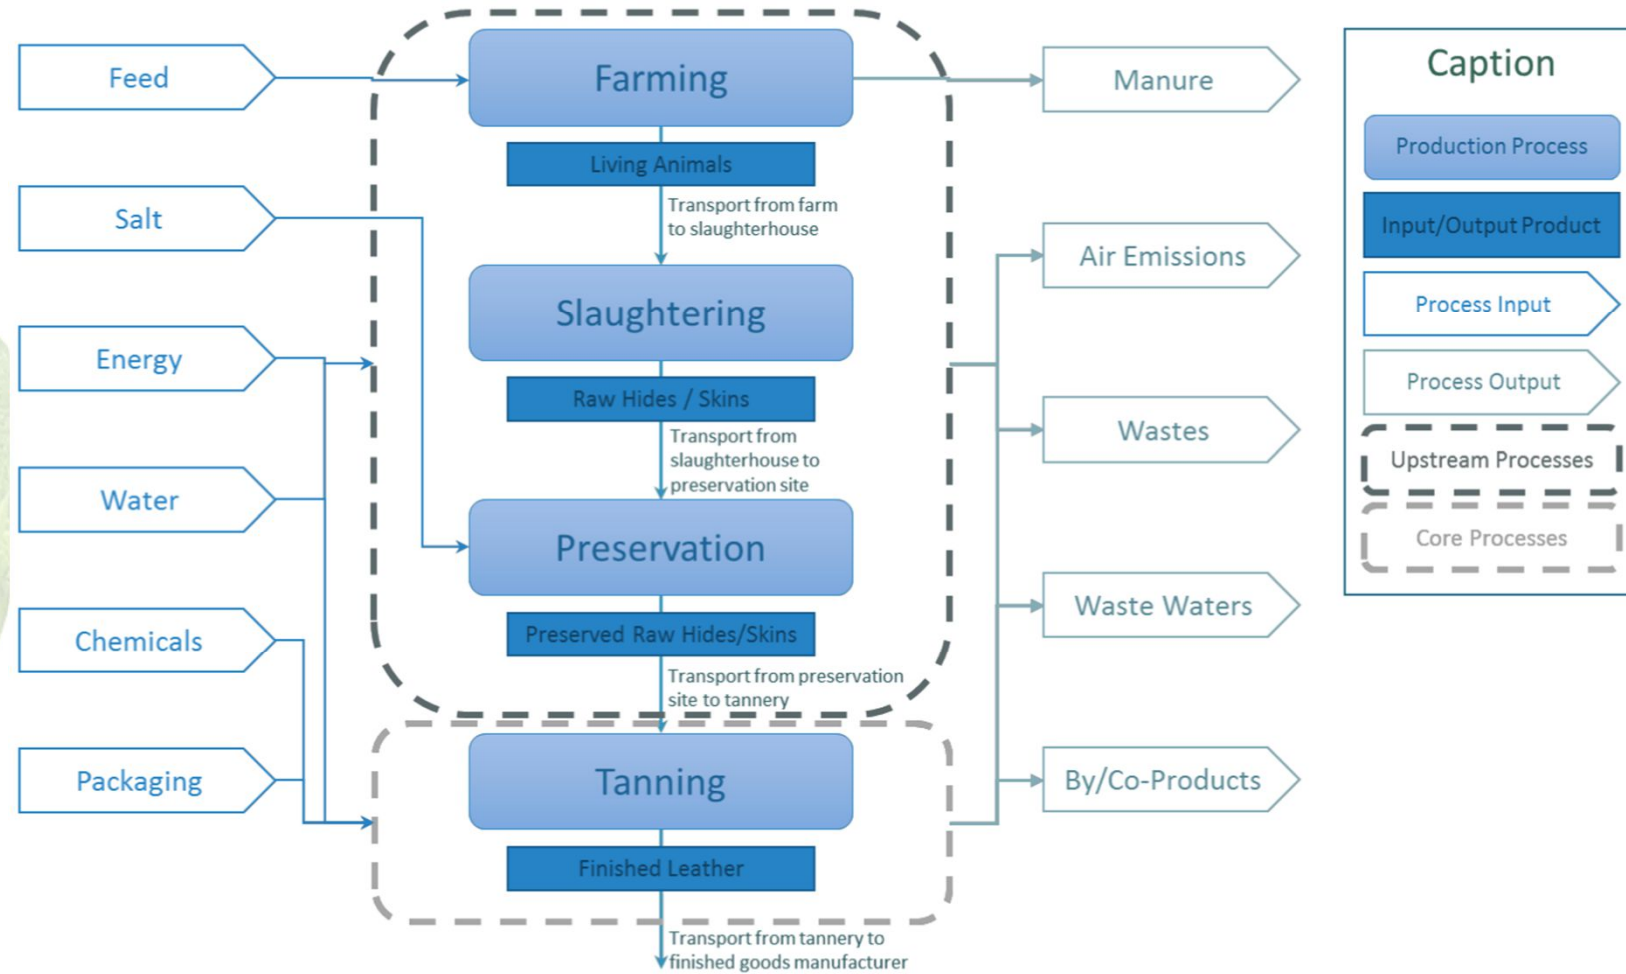 Feed
Salt
Energy
Water
Chemicals
Packaging
Farming
Living Animals
Transport from farm
to slaughterhouse
Slaughtering
Raw Hides / Skins
Transport from
slaughterhouse to
preservation site
Preservation
Preserved Raw Hides/Skins
Transport from preservation
site to tannery
Tanning
Finished Leather
Transport from tannery to
finished goods manufacturer
Manure
Air Emissions
Wastes
Waste Waters
By/Co-Products
Caption
Production Process
Input/Output Product
Process Input
Process Output
Upstream Processes
Core Processes